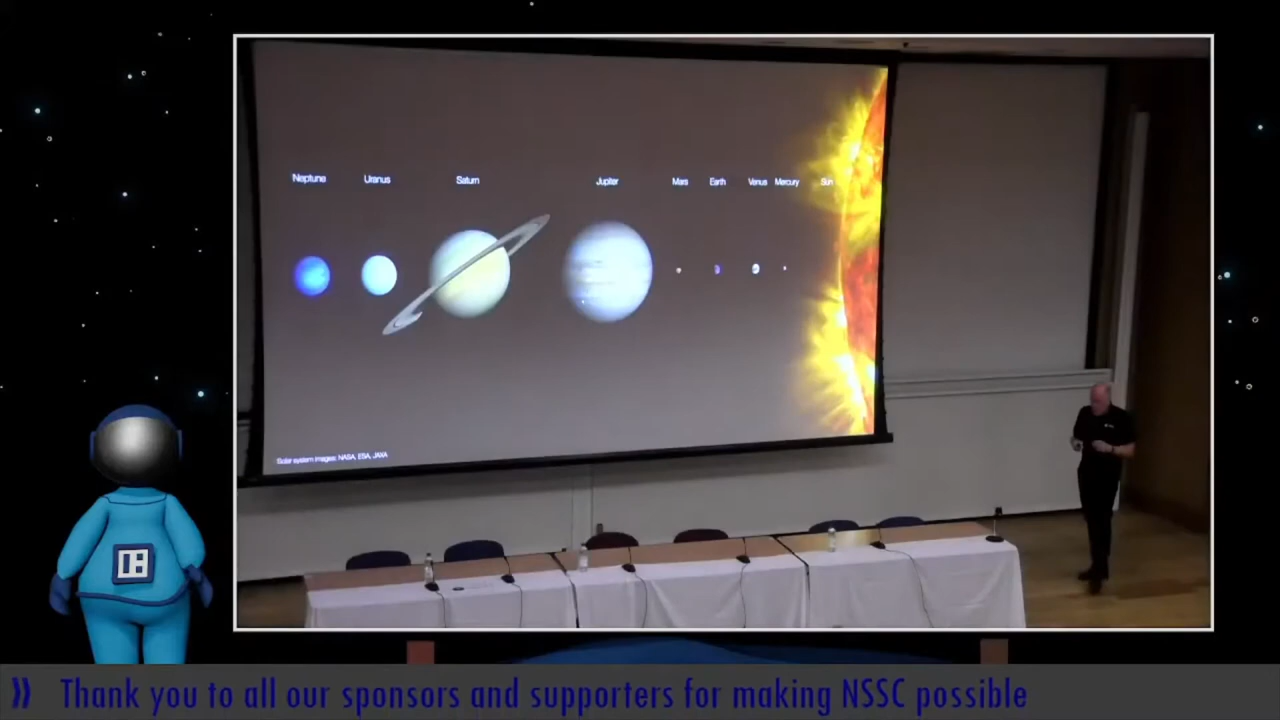 Neptune
Uranus
Saturn
Jupiter
Mars
Earth
Venus
Mercury
Sun
Solar system images: NASA, ESA, JAXA
18
» Thank you to all our sponsors and supporters for making NSSC possible